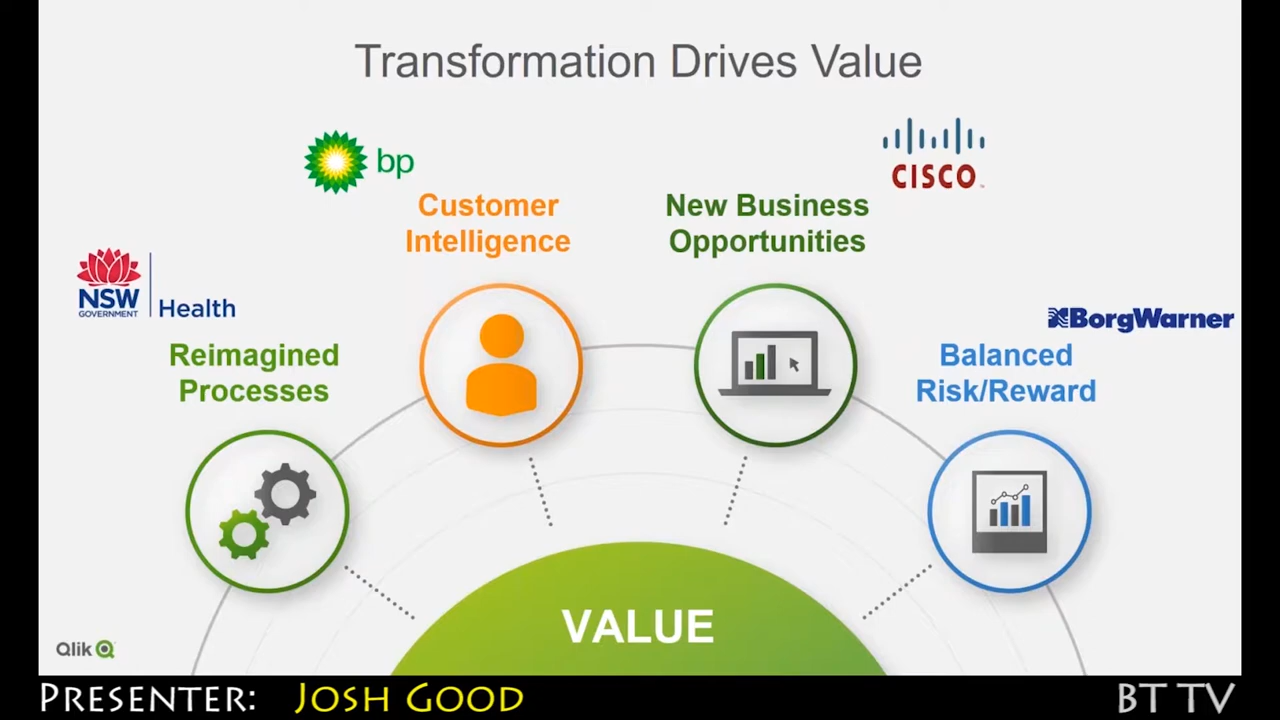 Transformation Drives Value
bp
CISCO
Customer
Intelligence
New Business
Opportunities
NSW
GOVERNMENT
Health
BorgWarner
Reimagined
Processes
Balanced
Risk/Reward
VALUE
Qlik
PRESENTER: JOSH GOOD
BT TV